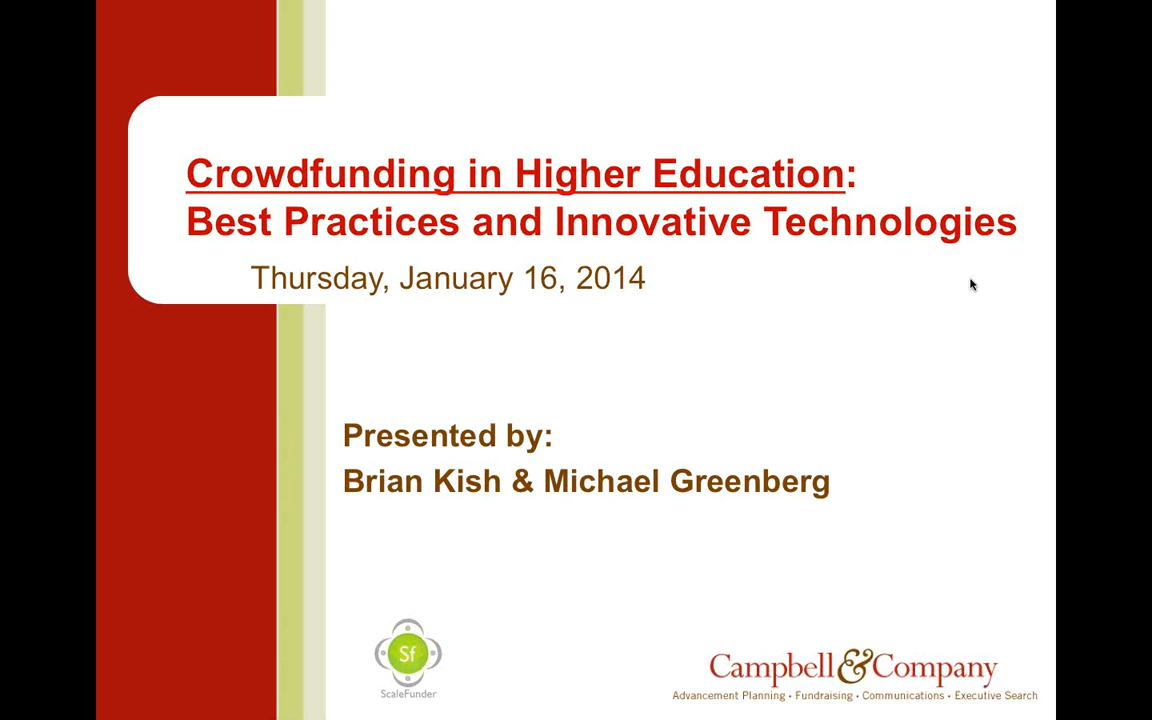 Crowdfunding in Higher Education:
Best Practices and Innovative Technologies
Thursday, January 16, 2014
Presented by:
Brian Kish & Michael Greenberg
Sf
ScaleFunder
Campbell & Company
Advancement Planning • Fundraising • Communications • Executive Search